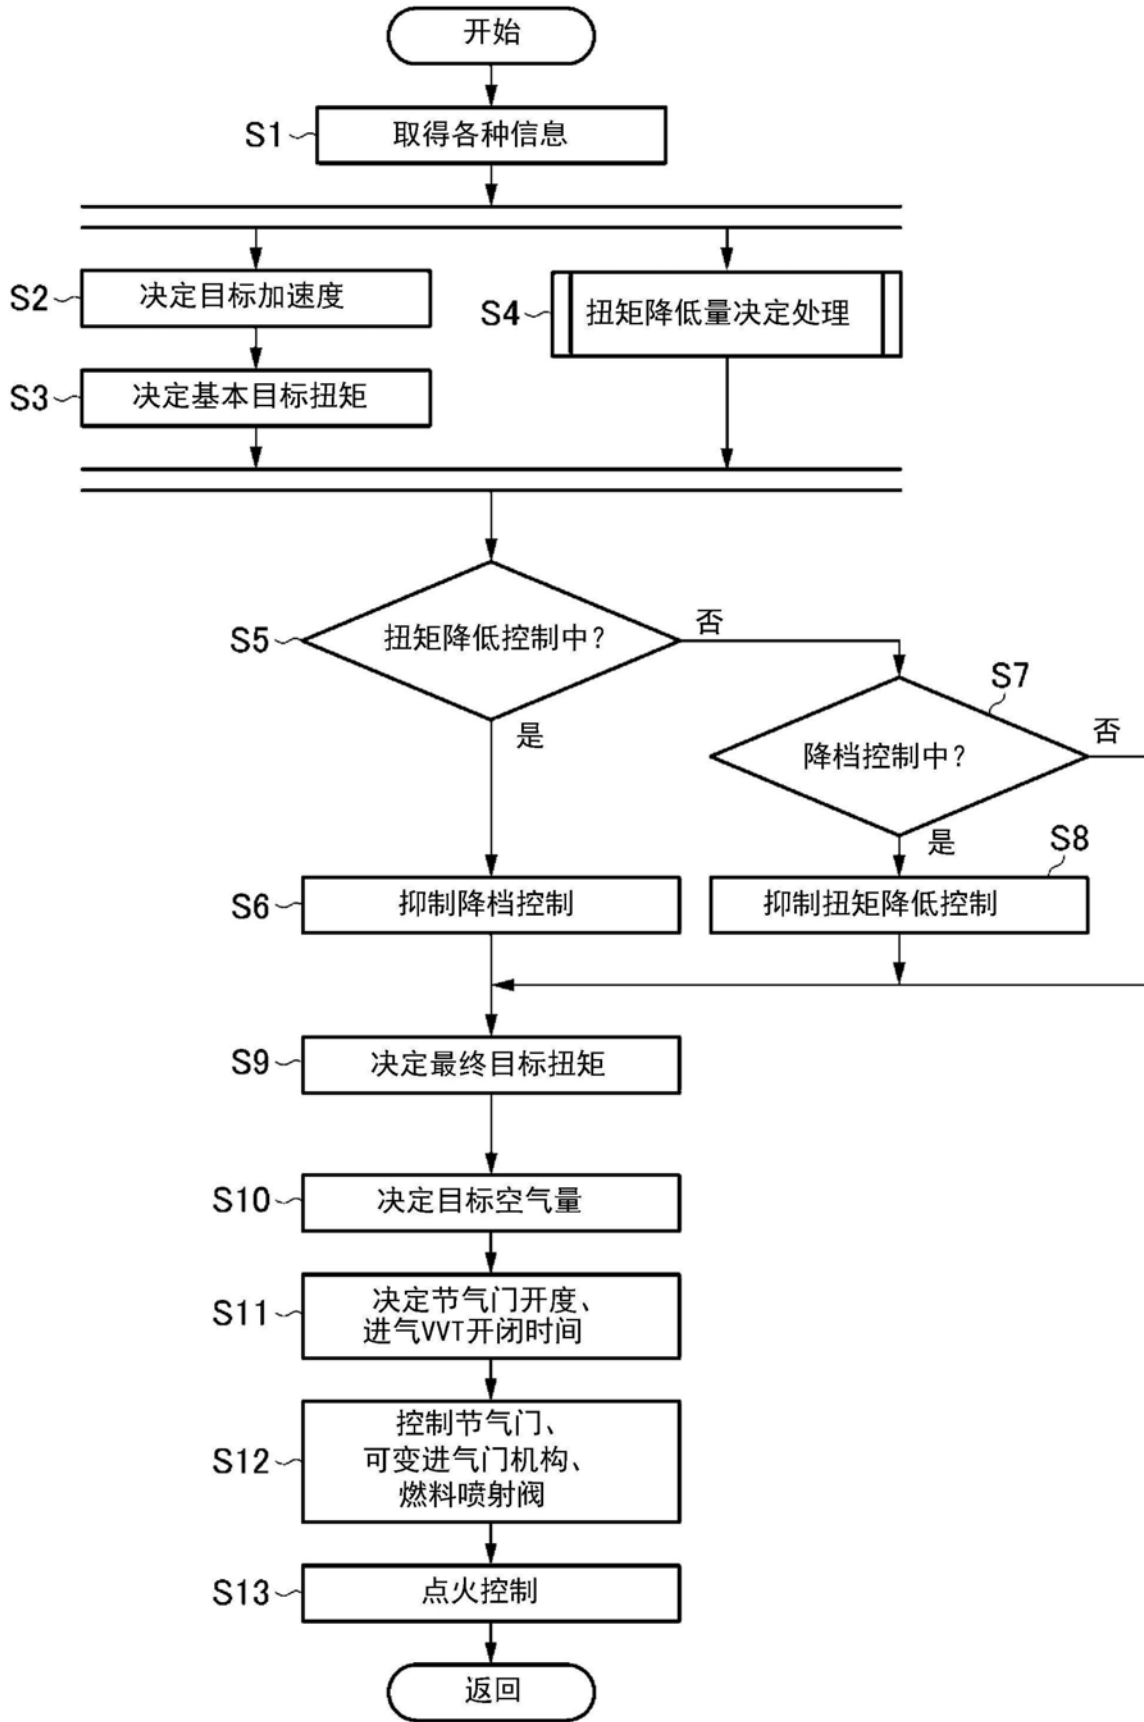 开始
S1
取得各种信息
S2
决定目标加速度
S4
扭矩降低量决定处理
S3
决定基本目标扭矩
S5
扭矩降低控制中?
否
是
S7
降档控制中?
否
是
S6
抑制降档控制
S8
抑制扭矩降低控制
S9
决定最终目标扭矩
S10
决定目标空气量
S11
决定节气门开度、
进气VVT开闭时间
S12
控制节气门、
可变进气门机构、
燃料喷射阀
S13
点火控制
返回